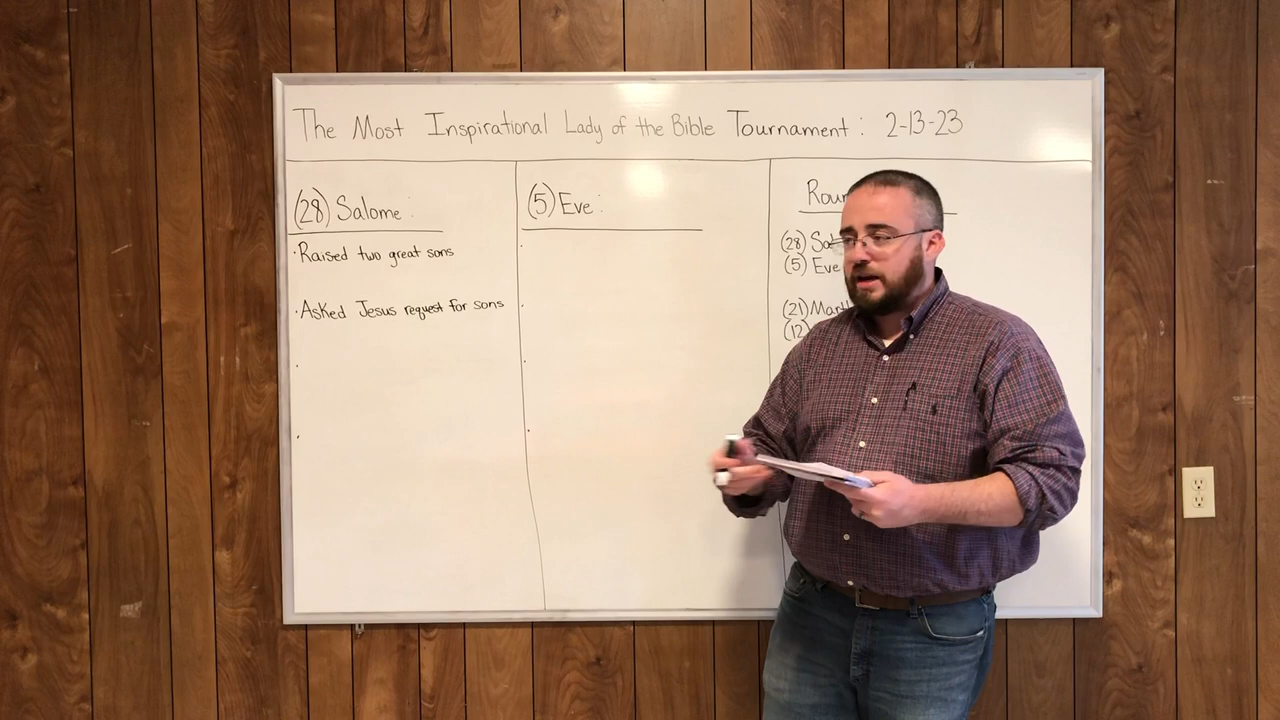 The Most Inspirational Lady of the Bible Tournament: 2-13-23
(28) Salome:
· Raised two great sons
· Asked Jesus request for sons
(5) Eve:
(28)
(5) Eve
(21)
(12)